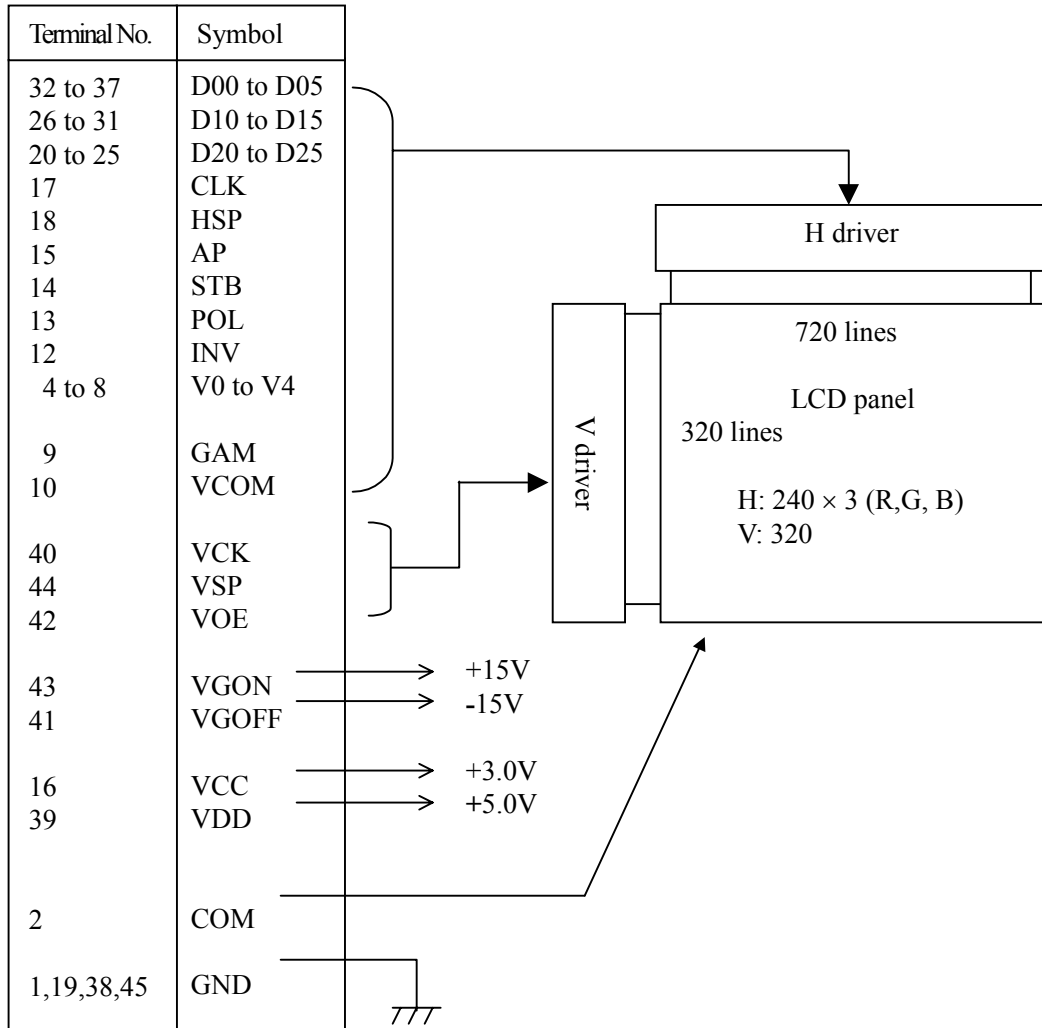 Terminal No. Symbol
32 to 37 D00 to D05
26 to 31 D10 to D15
20 to 25 D20 to D25
17 CLK
18 HSP
15 AP
14 STB
13 POL
12 INV
4 to 8 V0 to V4
9 GAM
10 VCOM
40 VCK
44 VSP
42 VOE
43 VGON +15V
41 VGOFF -15V
16 VCC +3.0V
39 VDD +5.0V
2 COM
1,19,38,45 GND
H driver
V driver
720 lines
LCD panel
320 lines
H: 240 × 3 (R,G, B)
V: 320